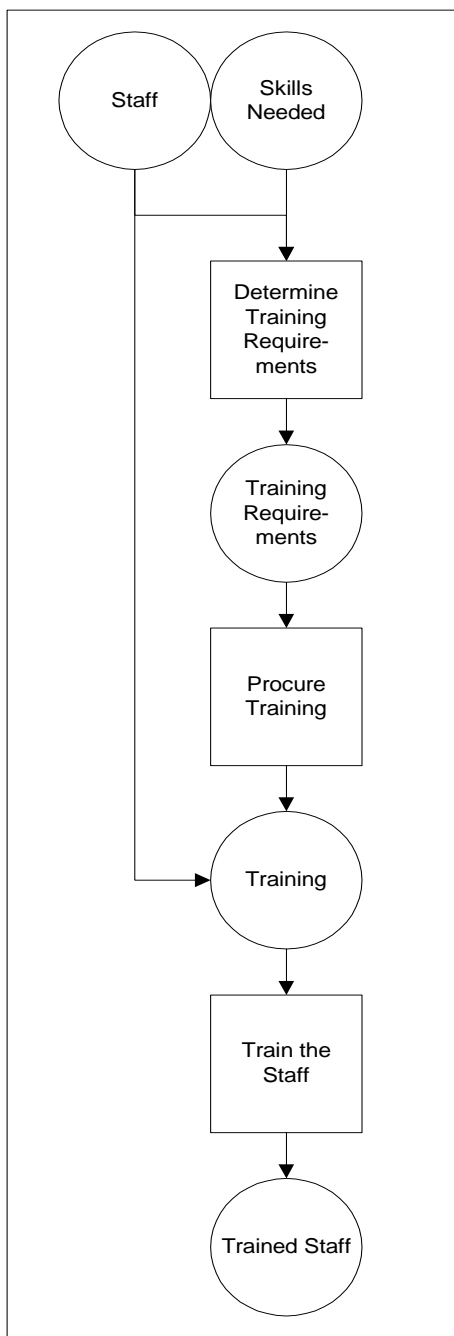 Staff
Skills
Needed
Determine
Training
Require-
ments
Training
Require-
ments
Procure
Training
Training
Train the
Staff
Trained Staff